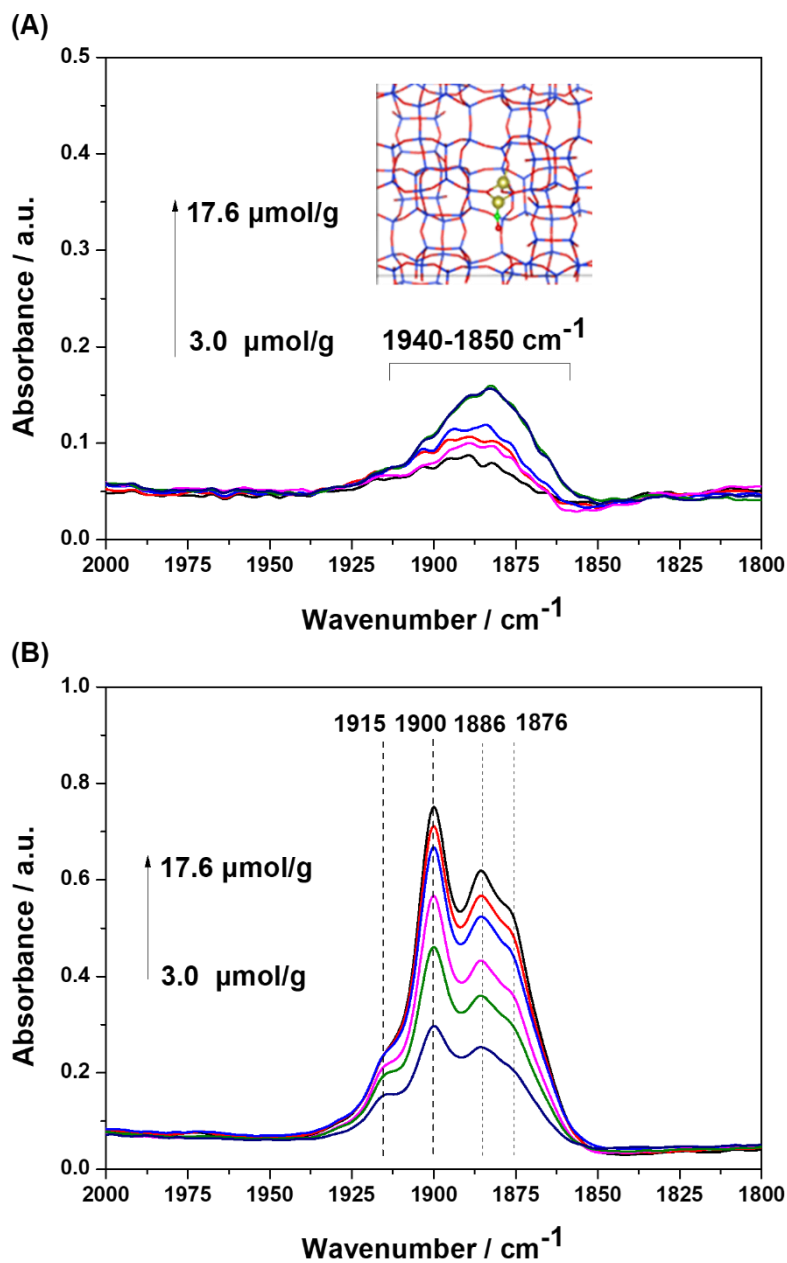 (A)
0.5
0.4
0.3
0.2
0.1
0.0
Absorbance / a.u.
17.6 µmol/g
3.0 µmol/g
1940-1850 cm⁻¹
2000 1975 1950 1925 1900 1875 1850 1825 1800
Wavenumber / cm⁻¹
(B)
1.0
0.8
0.6
0.4
0.2
0.0
Absorbance / a.u.
1915 1900 1886 1876
17.6 µmol/g
3.0 µmol/g
2000 1975 1950 1925 1900 1875 1850 1825 1800
Wavenumber / cm⁻¹